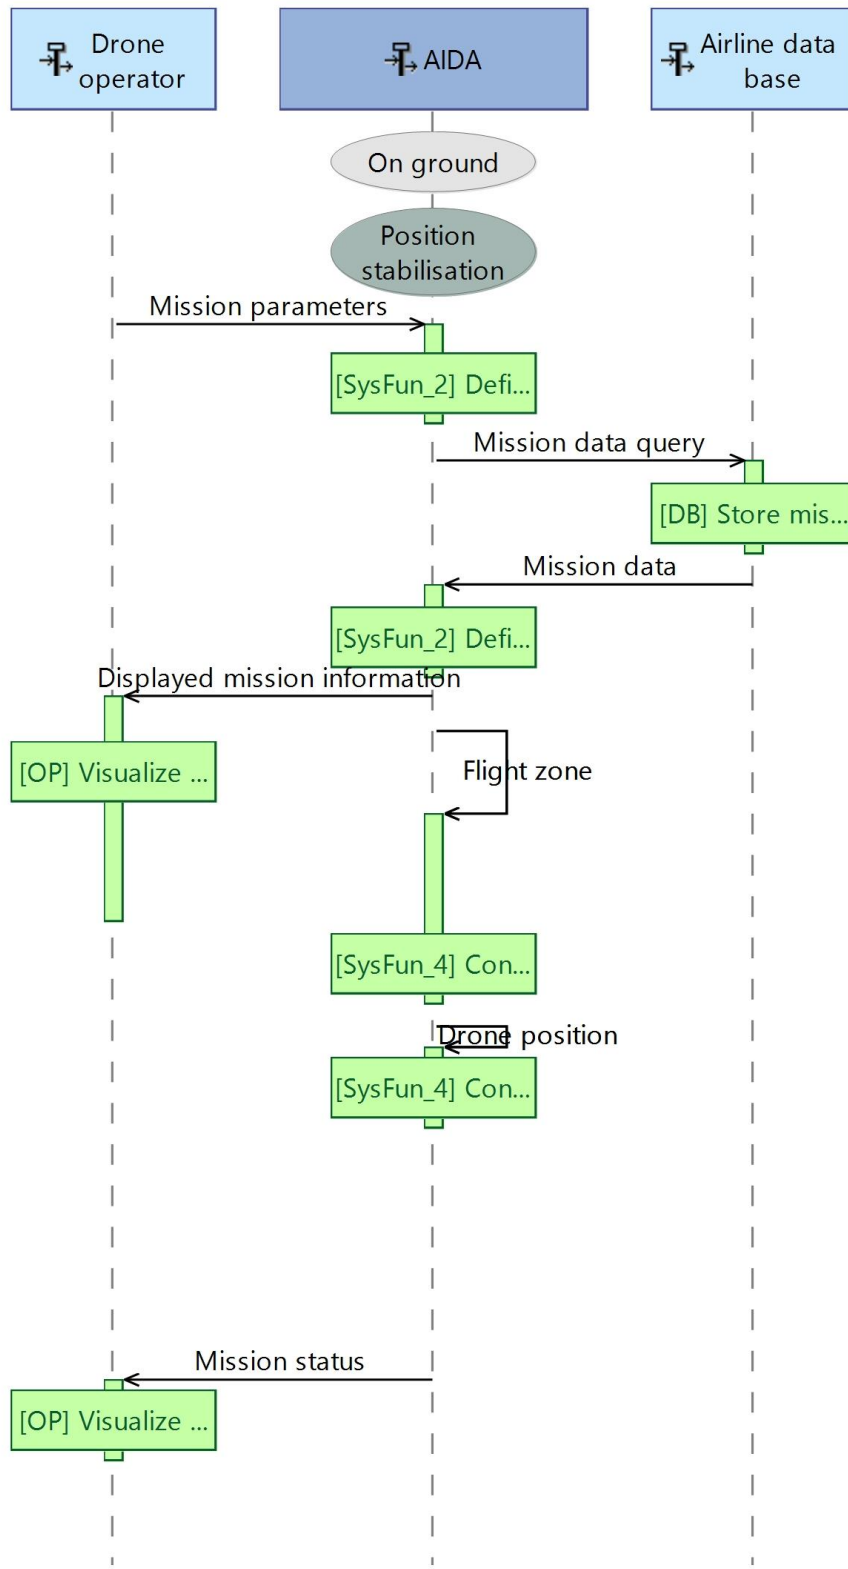 Drone
operator
AIDA
Airline data
base
On ground
Position
stabilisation
Mission parameters
[SysFun_2] Defi...
Mission data query
[DB] Store mis...
Mission data
[SysFun_2] Defi...
Displayed mission information
[OP] Visualize ...
Flight zone
[SysFun_4] Con...
Drone position
[SysFun_4] Con...
Mission status
[OP] Visualize ...